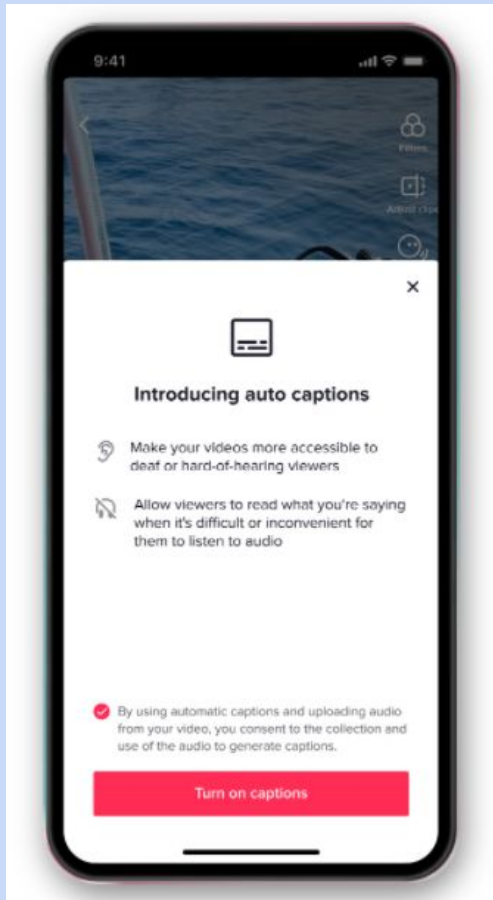 9:41
Filters
Adjust clips
Introducing auto captions
Make your videos more accessible to
deaf or hard-of-hearing viewers
Allow viewers to read what you're saying
when it's difficult or inconvenient for
them to listen to audio
By using automatic captions and uploading audio
from your video, you consent to the collection and
use of the audio to generate captions.
Turn on captions